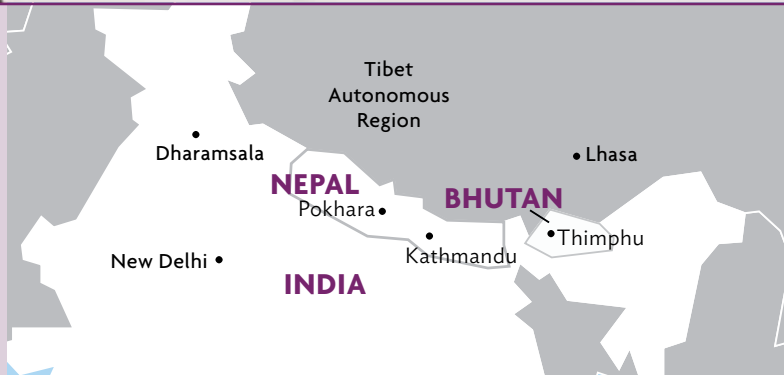 Tibet
Autonomous
Region
Dharamsala
Lhasa
NEPAL
BHUTAN
Pokhara
Thimphu
Kathmandu
New Delhi
INDIA